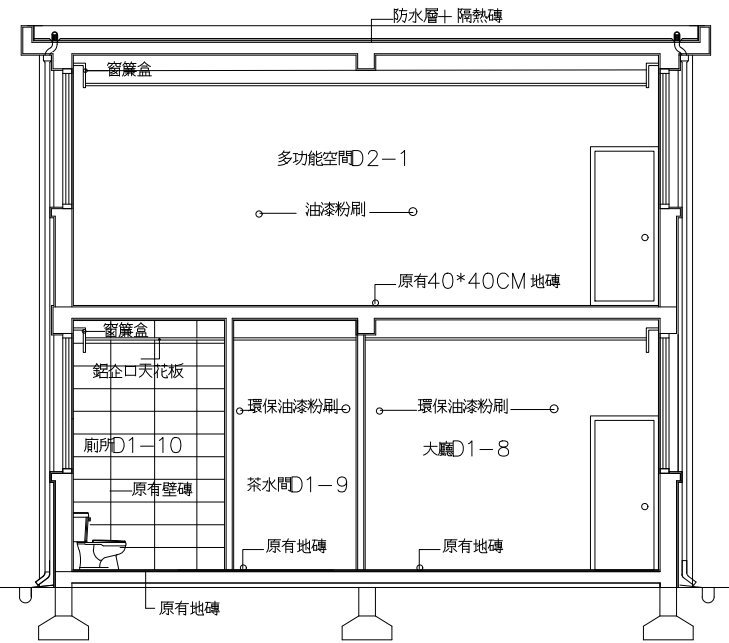 防水層+ 隔熱磚
窗簾盒
多功能空間D2-1
油漆粉刷
原有40*40CM 地磚
窗簾盒
鋁企口天花板
環保油漆粉刷
環保油漆粉刷
廁所D1-10
大廳D1-8
茶水間D1-9
原有壁磚
原有地磚
原有地磚
原有地磚